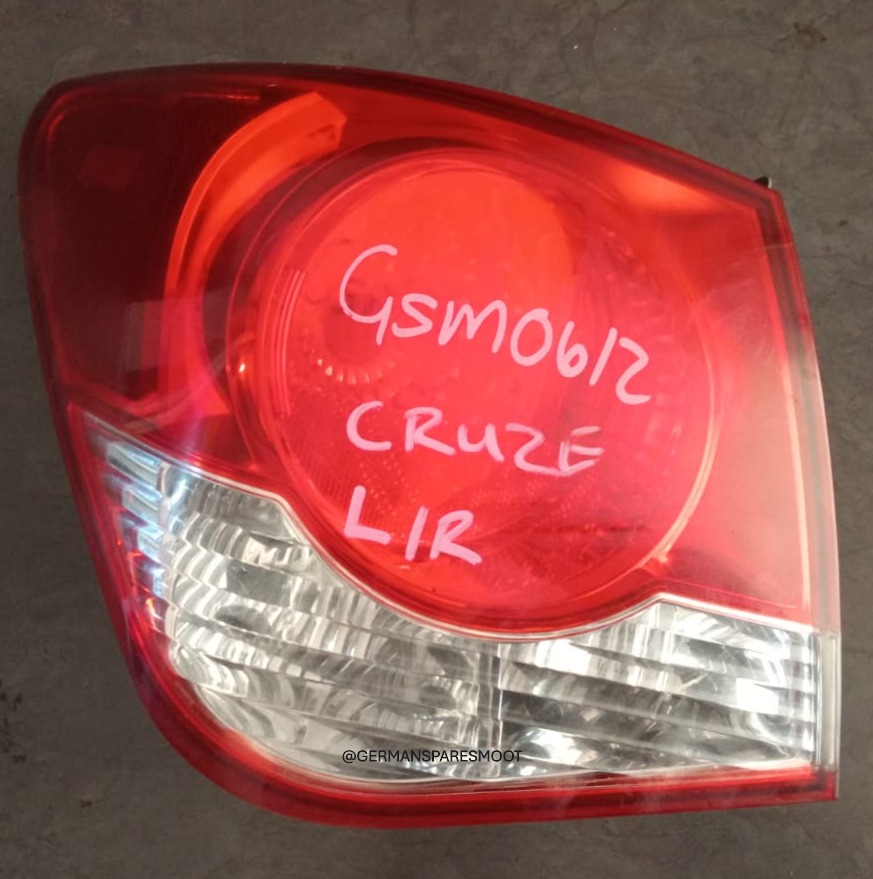 GSM0612
CRUZE
L/R
@GERMANSPARESMOOT